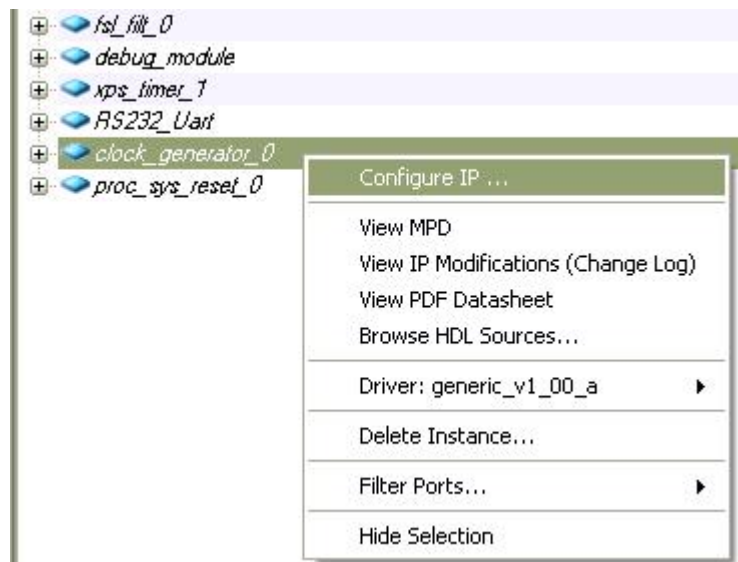 fsl_filt_0
debug_module
xps_timer_1
RS232_Uart
clock_generator_0
proc_sys_reset_0
Configure IP ...
View MPD
View IP Modifications (Change Log)
View PDF Datasheet
Browse HDL Sources...
Driver: generic_v1_00_a
Delete Instance...
Filter Ports...
Hide Selection